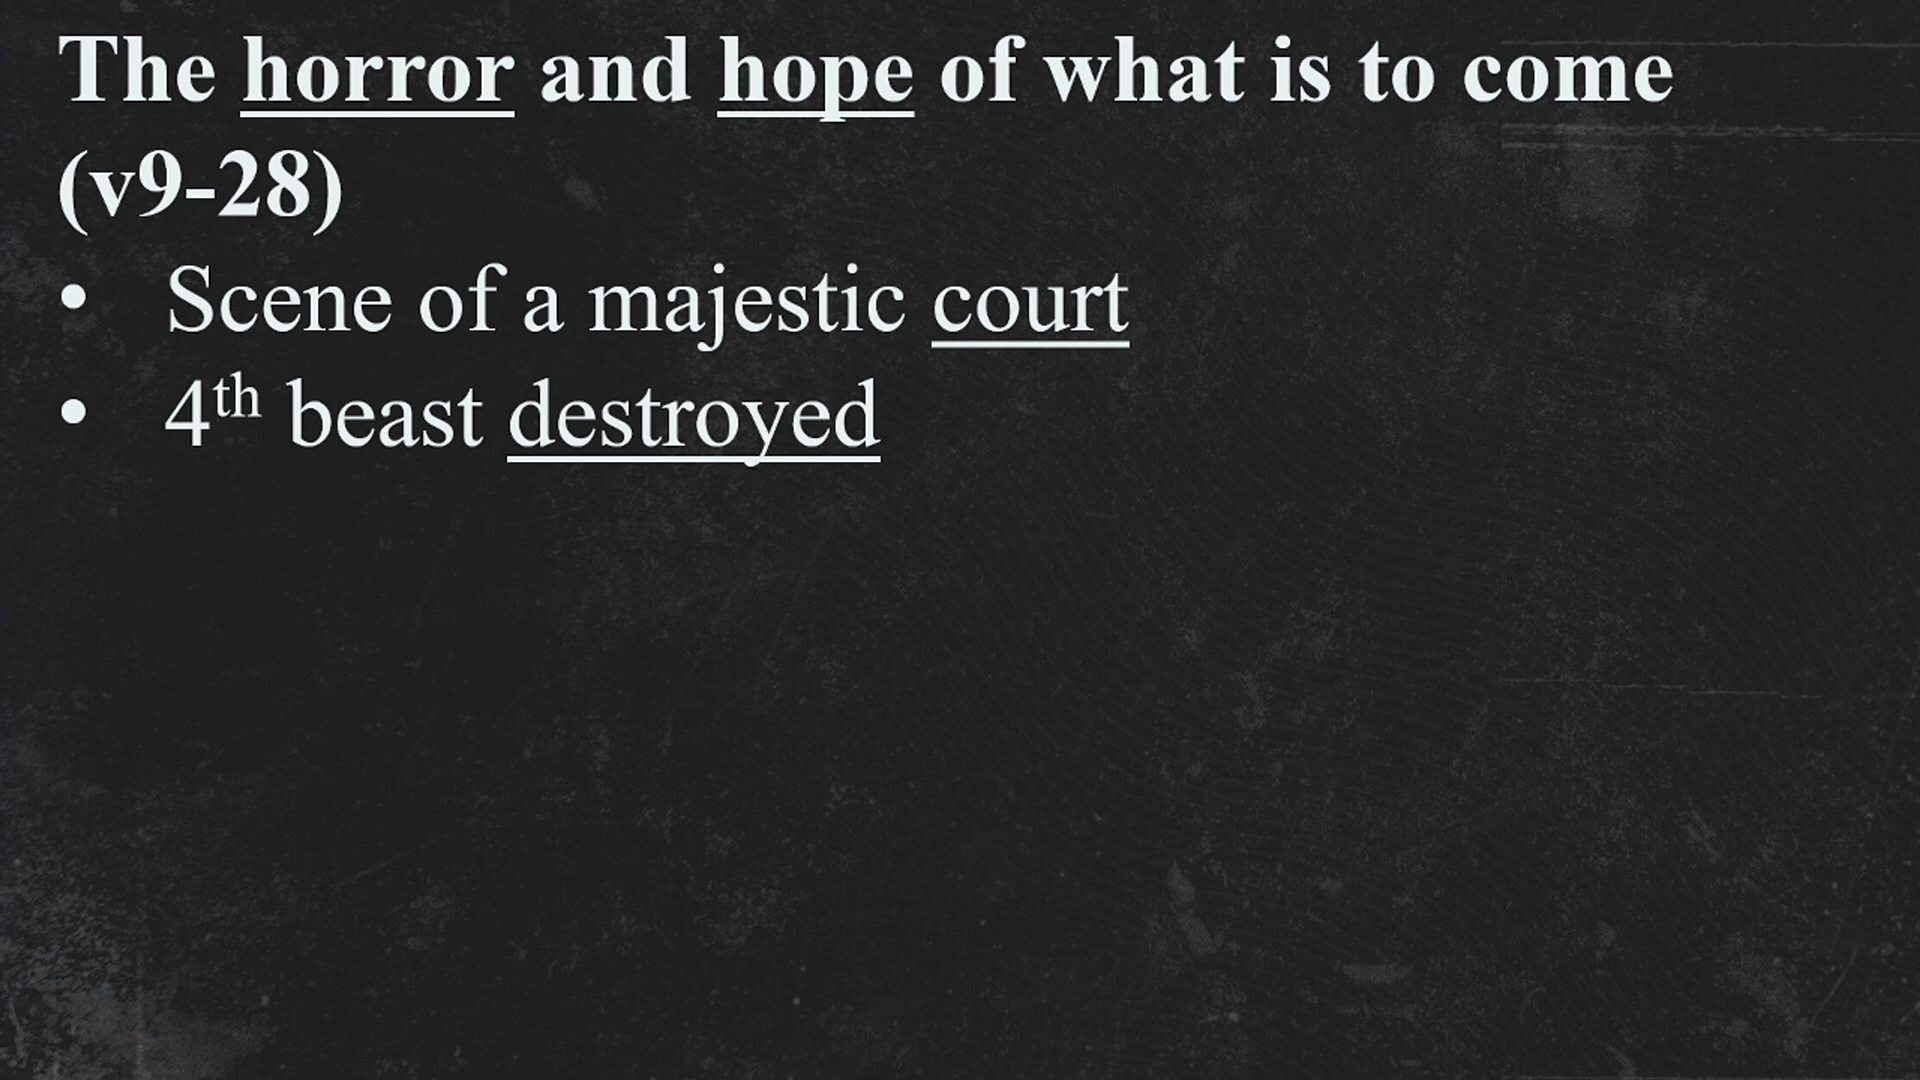 The horror and hope of what is to come
(v9-28)
• Scene of a majestic court
• 4th beast destroyed